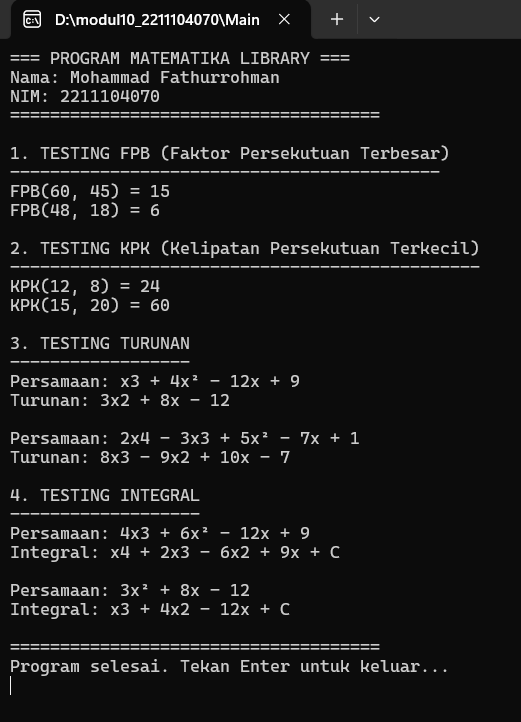 D:\modul10_2211104070\Main
=== PROGRAM MATEMATIKA LIBRARY ===
Nama: Mohammad Fathurrohman
NIM: 2211104070
=====================================
1. TESTING FPB (Faktor Persekutuan Terbesar)
-------------------------------------------
FPB(60, 45) = 15
FPB(48, 18) = 6
2. TESTING KPK (Kelipatan Persekutuan Terkecil)
-----------------------------------------------
KPK(12, 8) = 24
KPK(15, 20) = 60
3. TESTING TURUNAN
------------------
Persamaan: x3 + 4x² - 12x + 9
Turunan: 3x2 + 8x - 12
Persamaan: 2x4 - 3x3 + 5x² - 7x + 1
Turunan: 8x3 - 9x2 + 10x - 7
4. TESTING INTEGRAL
-------------------
Persamaan: 4x3 + 6x² - 12x + 9
Integral: x4 + 2x3 - 6x2 + 9x + C
Persamaan: 3x² + 8x - 12
Integral: x3 + 4x2 - 12x + C
=====================================
Program selesai. Tekan Enter untuk keluar...